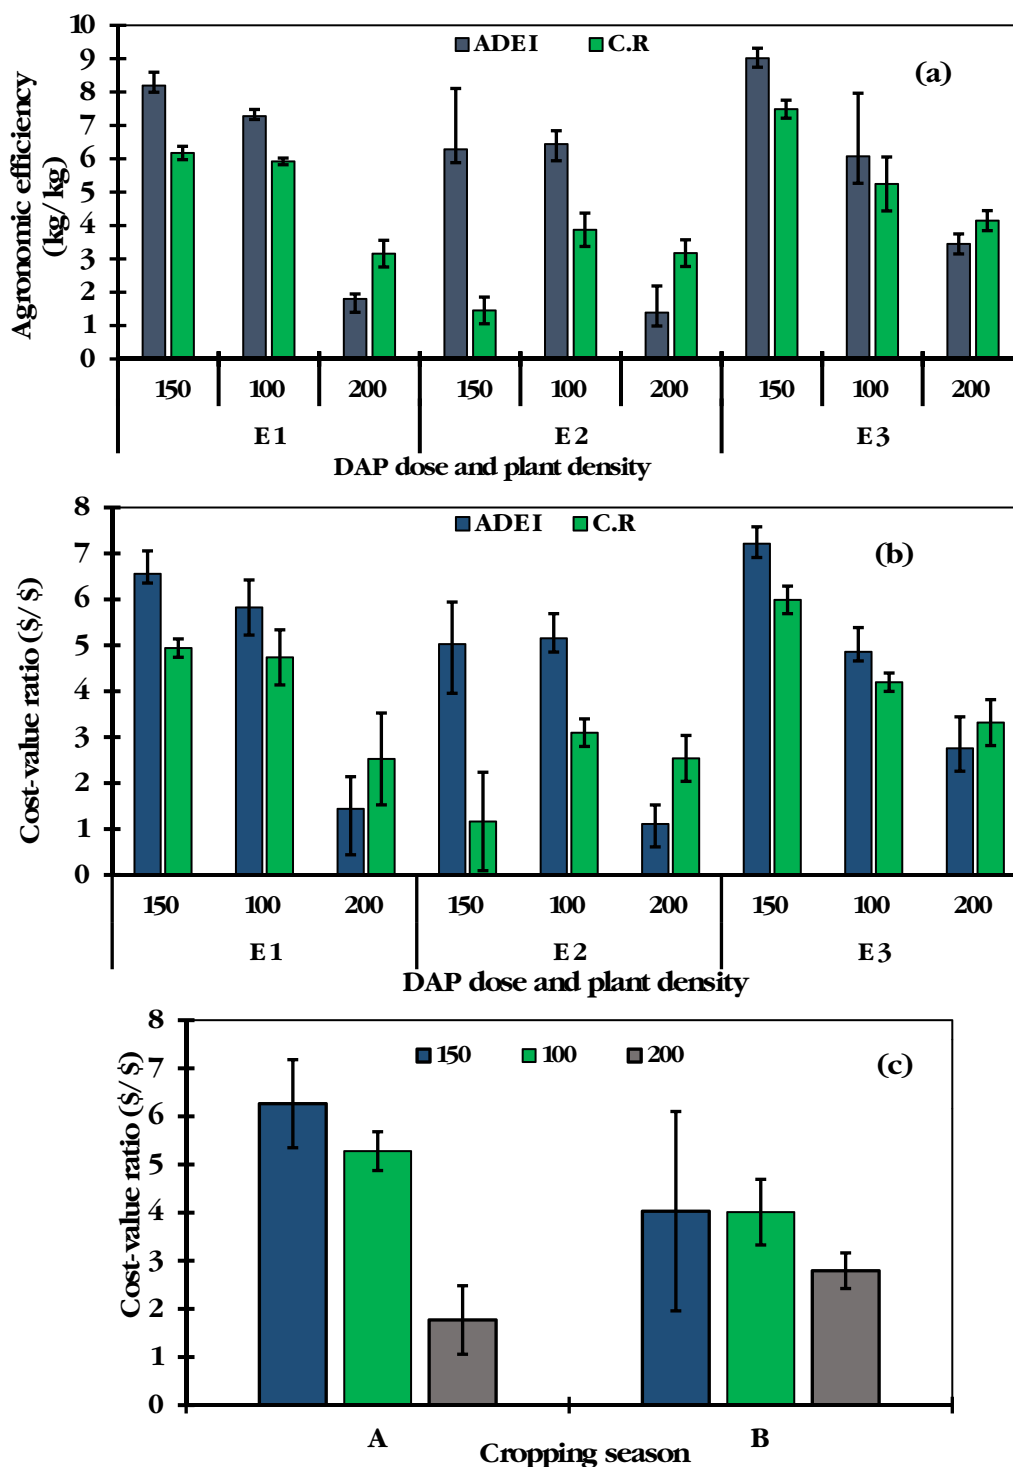 10
9
8
7
6
5
4
3
2
1
0
Agronomic efficiency
(kg/kg)
ADEI C.R
(a)
150 100 200 150 100 200 150 100 200
E1 E2 E3
DAP dose and plant density
8
7
6
5
4
3
2
1
0
Cost-value ratio ($/$)
ADEI C.R
(b)
150 100 200 150 100 200 150 100 200
E1 E2 E3
DAP dose and plant density
8
7
6
5
4
3
2
1
0
Cost-value ratio ($/$)
150 100 200
(c)
A B
Cropping season